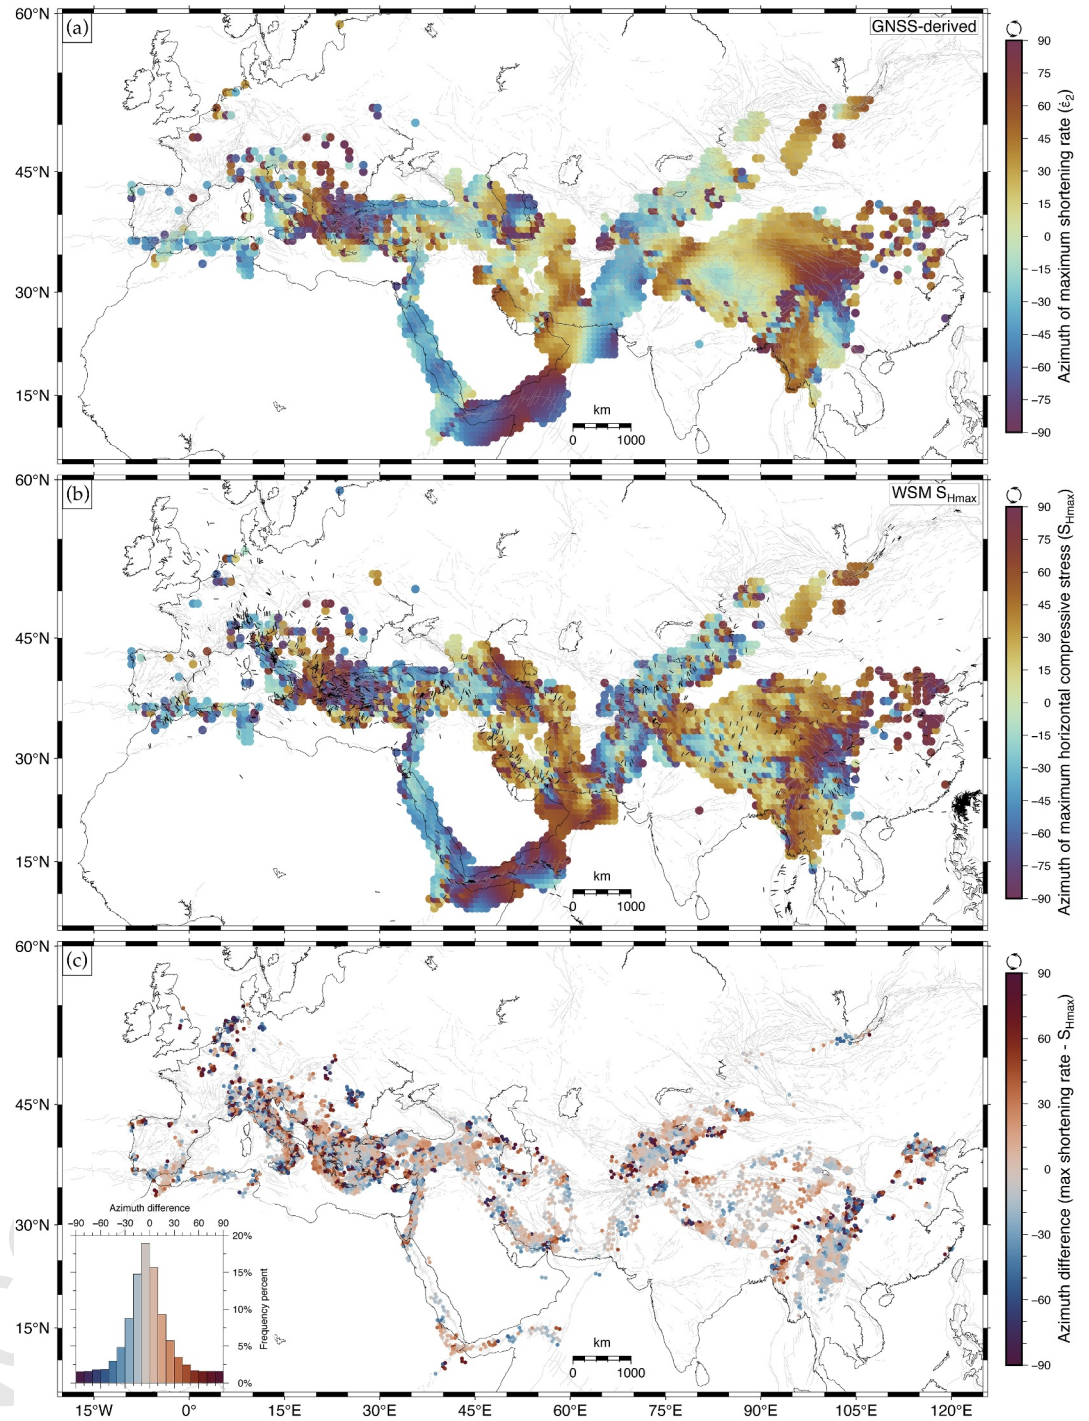 (a)
GNSS-derived
60°N
45°N
30°N
15°N
km
0 1000
90
75
60
45
30
15
0
−15
−30
−45
−60
−75
−90
Azimuth of maximum shortening rate (ε̇₂)
(b)
WSM SHmax
60°N
45°N
30°N
15°N
km
0 1000
90
75
60
45
30
15
0
−15
−30
−45
−60
−75
−90
Azimuth of maximum horizontal compressive stress (SHmax)
(c)
60°N
45°N
30°N
15°N
km
0 1000
90
60
30
0
−30
−60
−90
Azimuth difference (max shortening rate - SHmax)
Azimuth difference
−90 −60 −30 0 30 60 90
20%
15%
10%
5%
0%
Frequency percent
15°W 0° 15°E 30°E 45°E 60°E 75°E 90°E 105°E 120°E